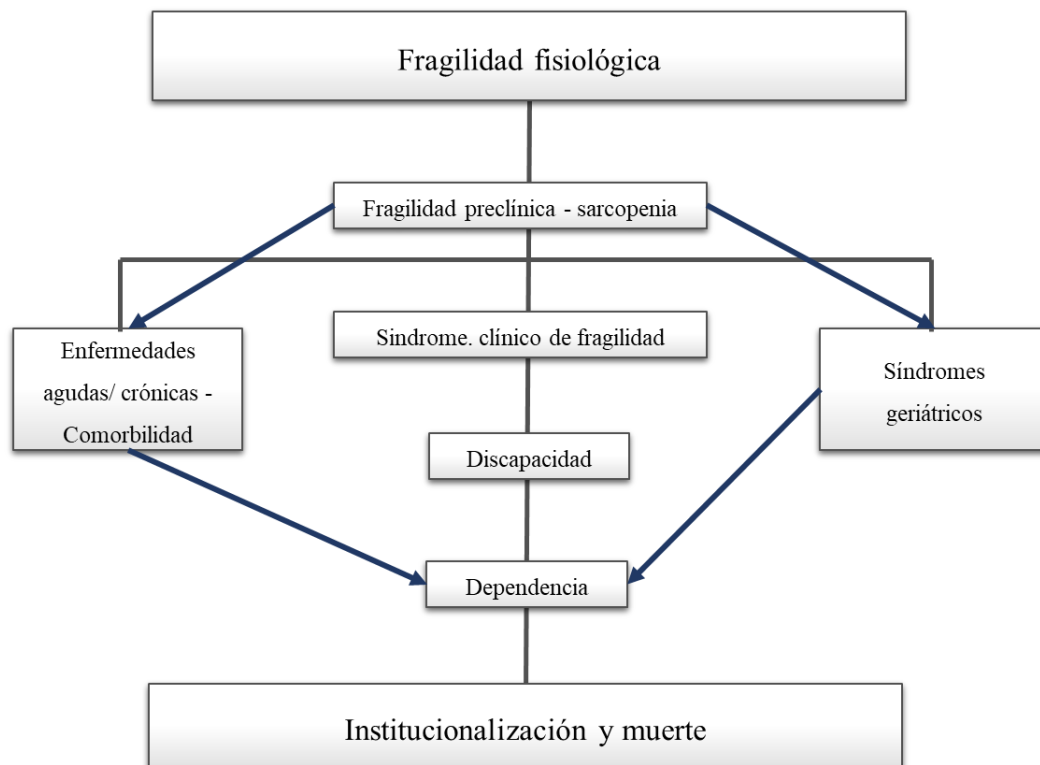 Fragilidad fisiológica
Fragilidad preclínica - sarcopenia
Enfermedades
agudas/ crónicas -
Comorbilidad
Sindrome. clínico de fragilidad
Síndromes
geriátricos
Discapacidad
Dependencia
Institucionalización y muerte